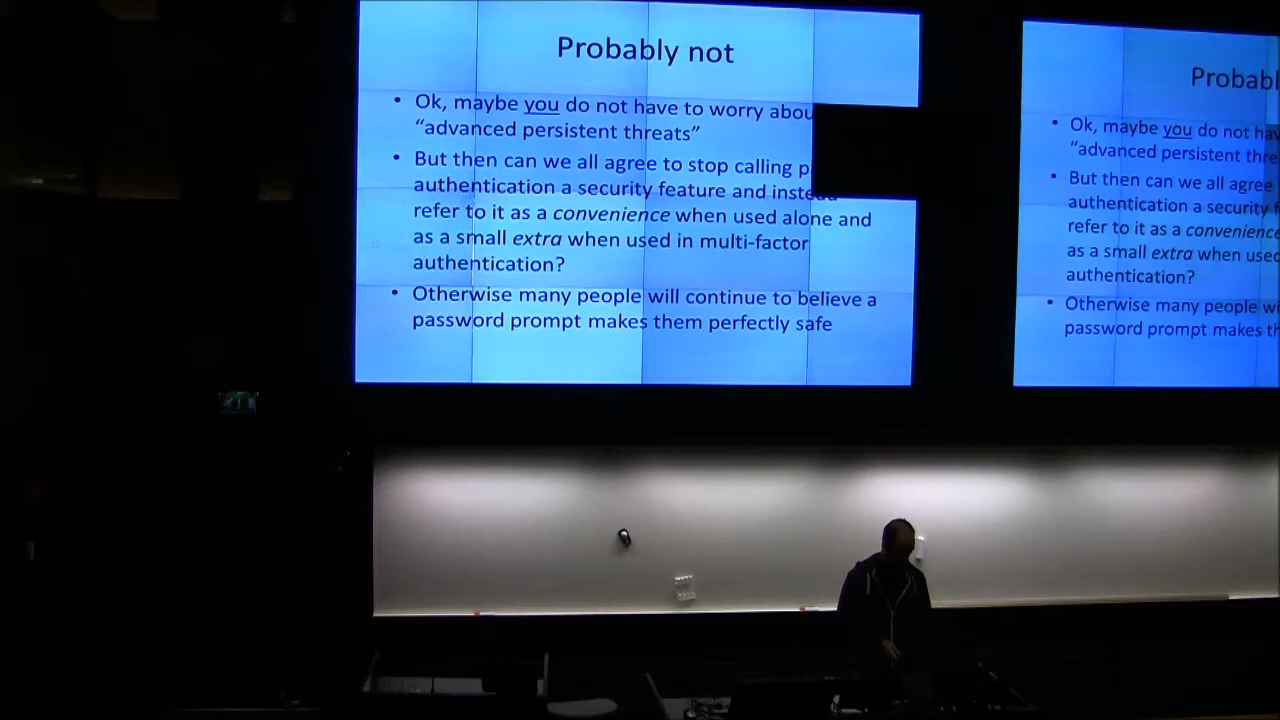 Probably not
• Ok, maybe you do not have to worry abou
“advanced persistent threats”
• But then can we all agree to stop calling p
authentication a security feature and instead
refer to it as a convenience when used alone and
as a small extra when used in multi-factor
authentication?
• Otherwise many people will continue to believe a
password prompt makes them perfectly safe
Probabl
• Ok, maybe you do not hav
“advanced persistent thre
• But then can we all agree
authentication a security f
refer to it as a convenience
as a small extra when used
authentication?
• Otherwise many people wi
password prompt makes th